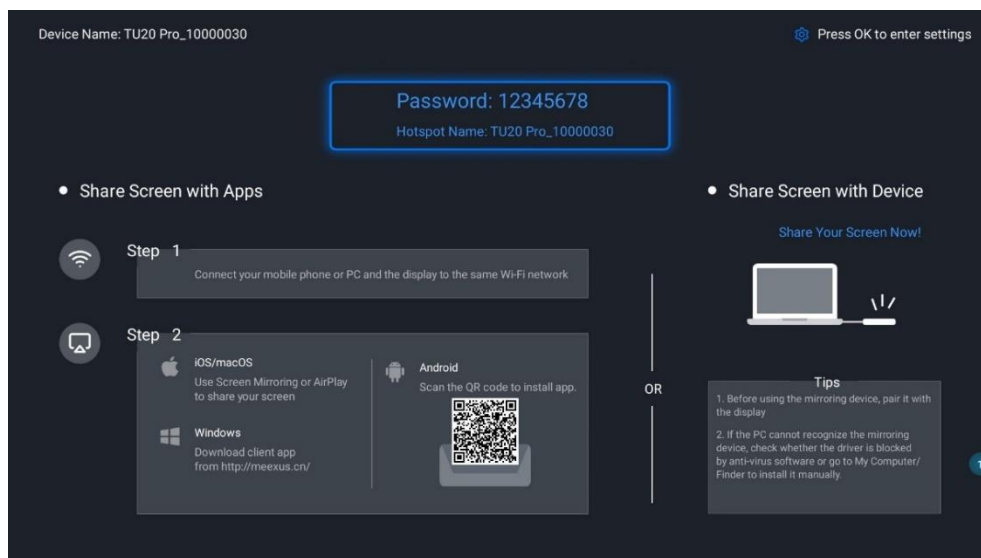 Device Name: TU20 Pro_10000030
Press OK to enter settings
Password: 12345678
Hotspot Name: TU20 Pro_10000030
Share Screen with Apps
Step 1
Connect your mobile phone or PC and the display to the same Wi-Fi network
Step 2
iOS/macOS
Use Screen Mirroring or AirPlay
to share your screen
Windows
Download client app
from http://meexus.cn/
Android
Scan the QR code to install app.
OR
Share Screen with Device
Share Your Screen Now!
Tips
1. Before using the mirroring device, pair it with
the display
2. If the PC cannot recognize the mirroring
device, check whether the driver is blocked
by anti-virus software or go to My Computer/
Finder to install it manually.